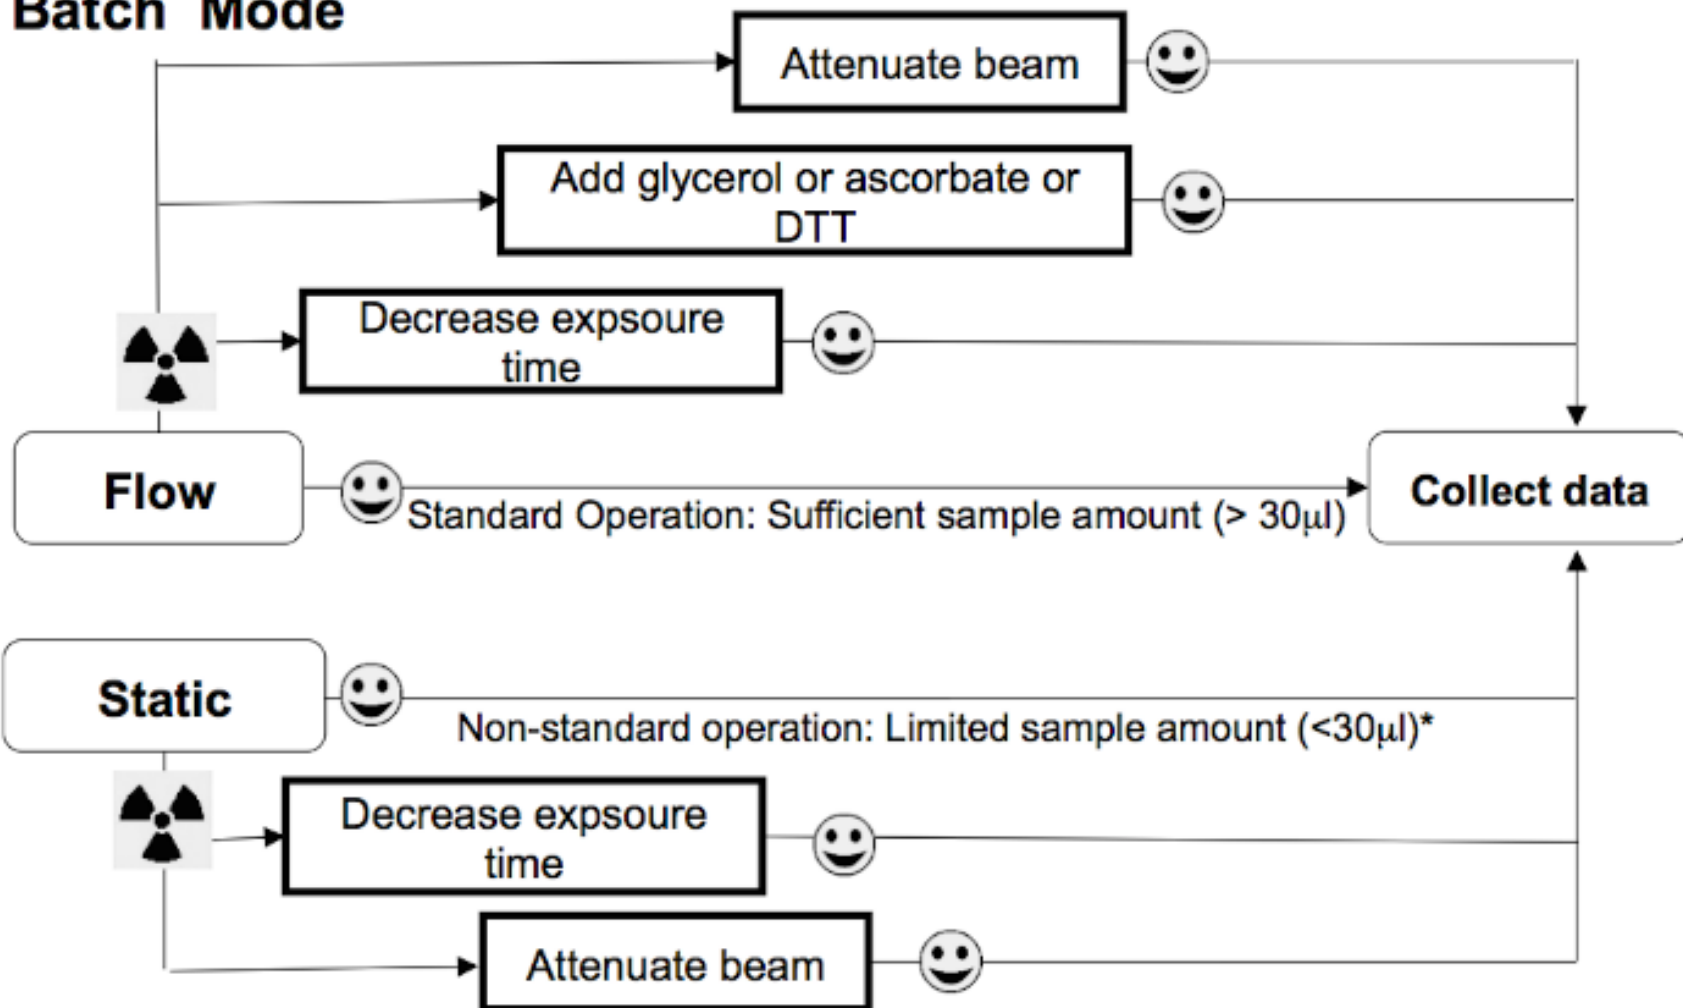 Batch Mode
Attenuate beam
Add glycerol or ascorbate or
DTT
Decrease expsoure
time
Flow
Standard Operation: Sufficient sample amount (> 30μl)
Collect data
Static
Non-standard operation: Limited sample amount (<30μl)*
Decrease expsoure
time
Attenuate beam